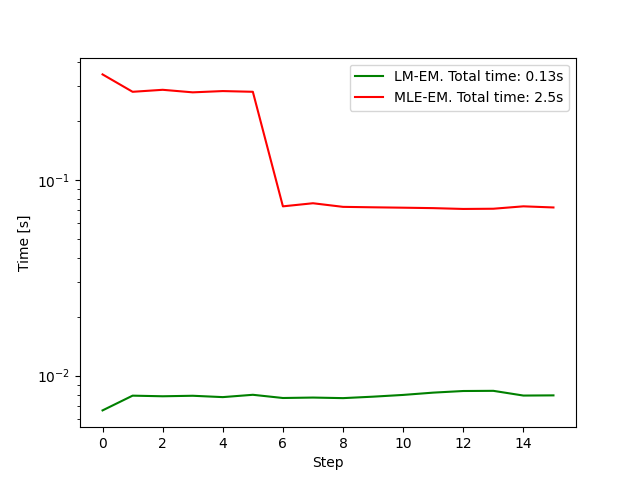 LM-EM. Total time: 0.13s
MLE-EM. Total time: 2.5s
10⁻¹
10⁻²
Time [s]
0 2 4 6 8 10 12 14
Step